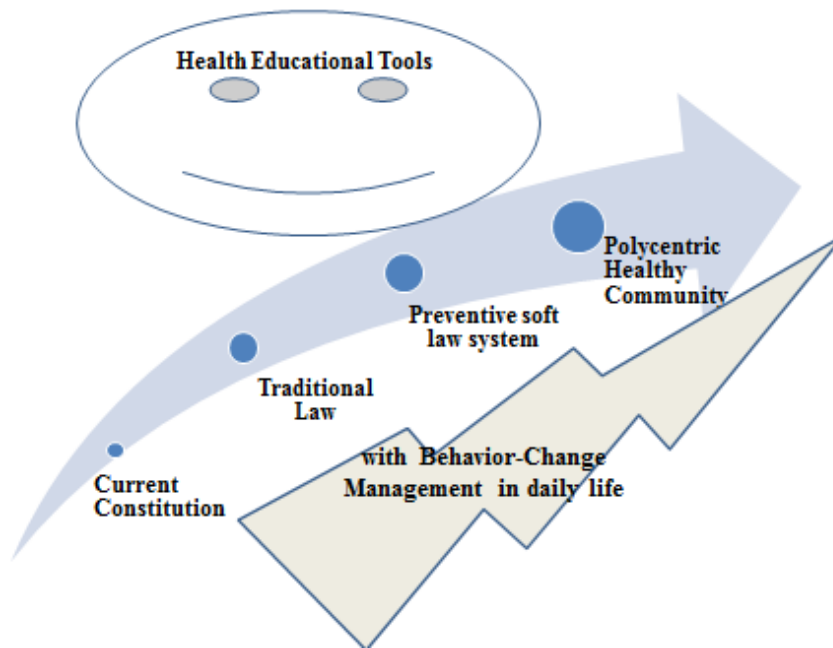 Health Educational Tools
Polycentric
Healthy
Community
Preventive soft
law system
Traditional
Law
with Behavior-Change
Management in daily life
Current
Constitution